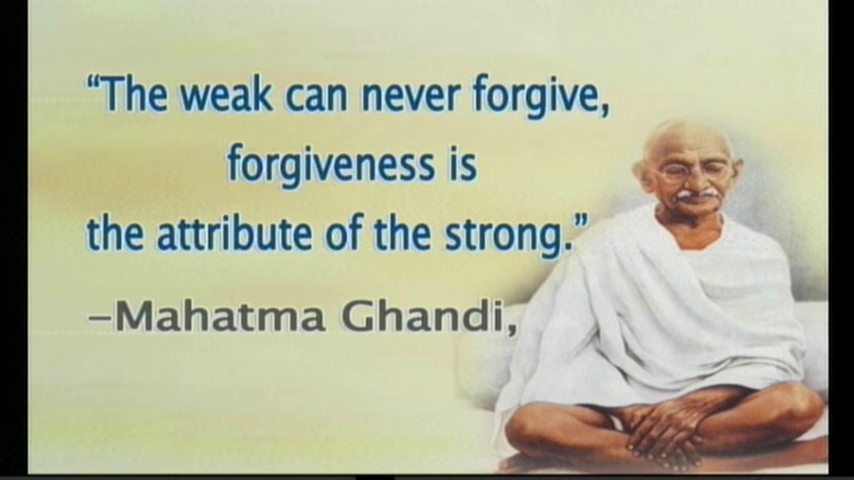 “The weak can never forgive,
forgiveness is
the attribute of the strong.”
–Mahatma Ghandi,